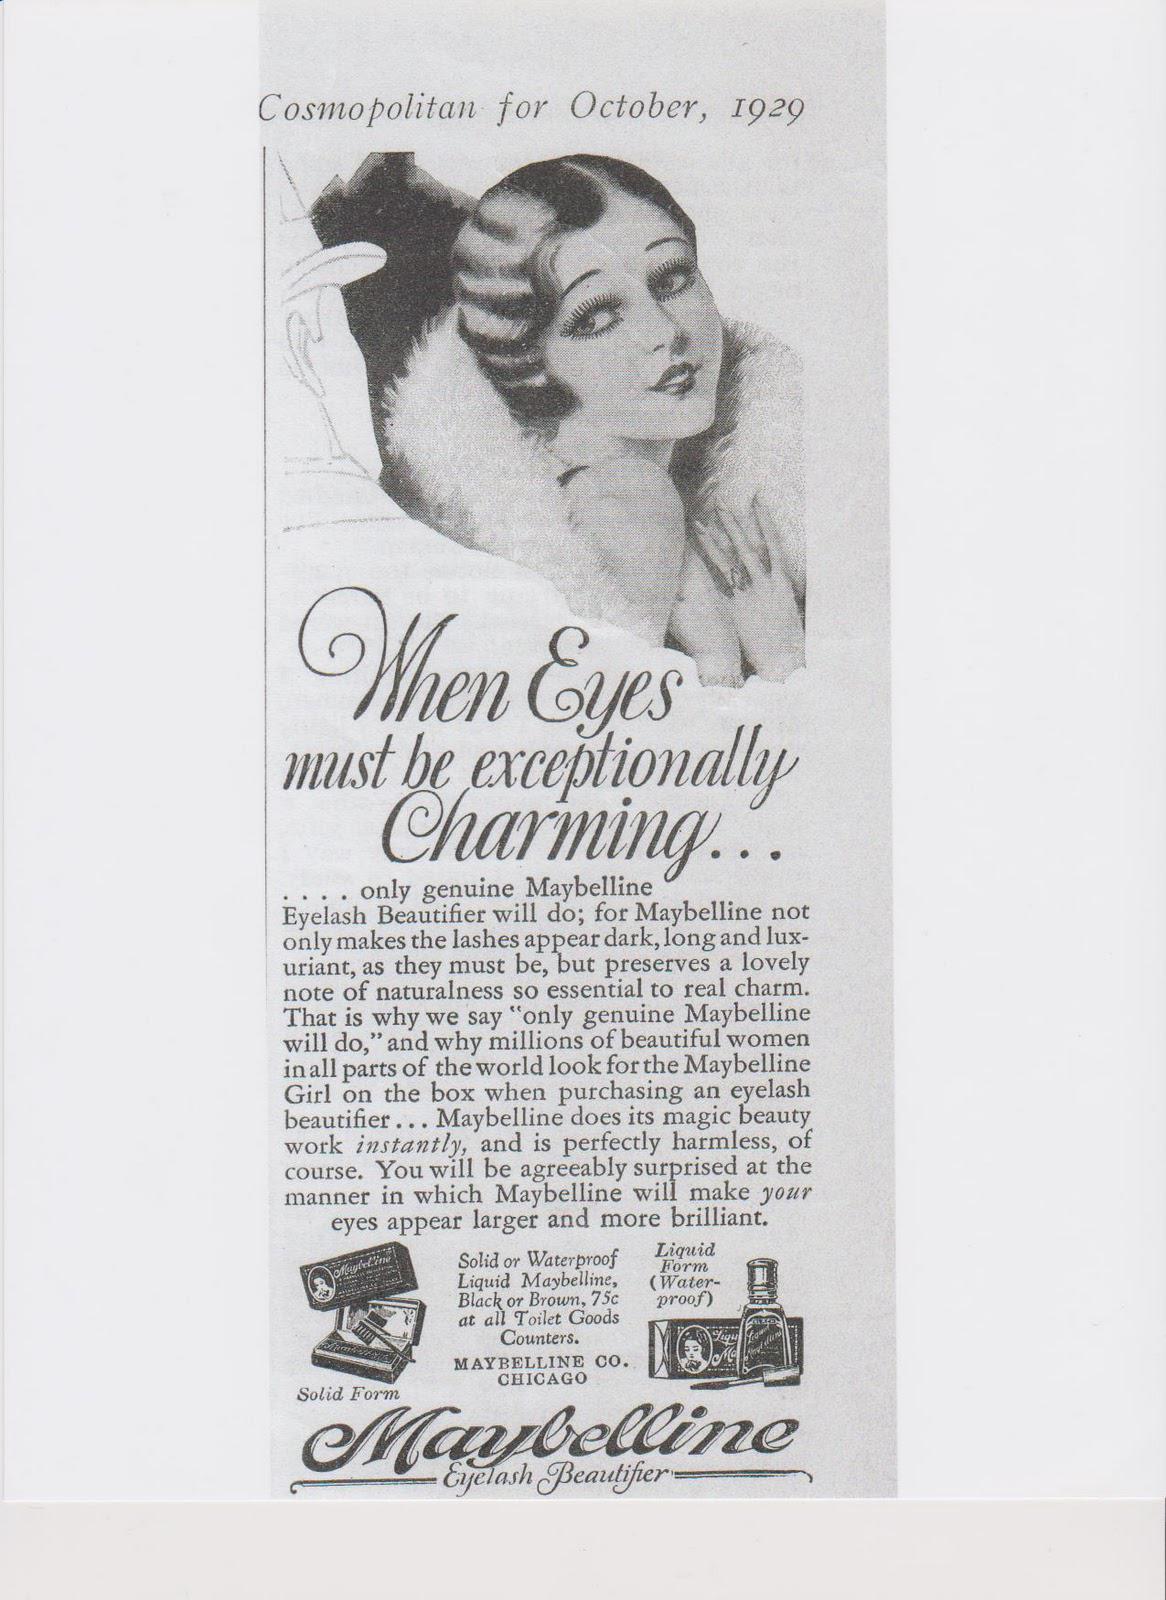 Cosmopolitan for October, 1929
When Eyes
must be exceptionally
Charming...
.... only genuine Maybelline
Eyelash Beautifier will do; for Maybelline not
only makes the lashes appear dark, long and lux-
uriant, as they must be, but preserves a lovely
note of naturalness so essential to real charm.
That is why we say "only genuine Maybelline
will do," and why millions of beautiful women
in all parts of the world look for the Maybelline
Girl on the box when purchasing an eyelash
beautifier... Maybelline does its magic beauty
work instantly, and is perfectly harmless, of
course. You will be agreeably surprised at the
manner in which Maybelline will make your
eyes appear larger and more brilliant.
Maybelline
Solid Form
Solid or Waterproof
Liquid Maybelline,
Black or Brown, 75c
at all Toilet Goods
Counters.
MAYBELLINE CO.
CHICAGO
Liquid
Form
(Water-
proof)
Maybelline
Eyelash Beautifier